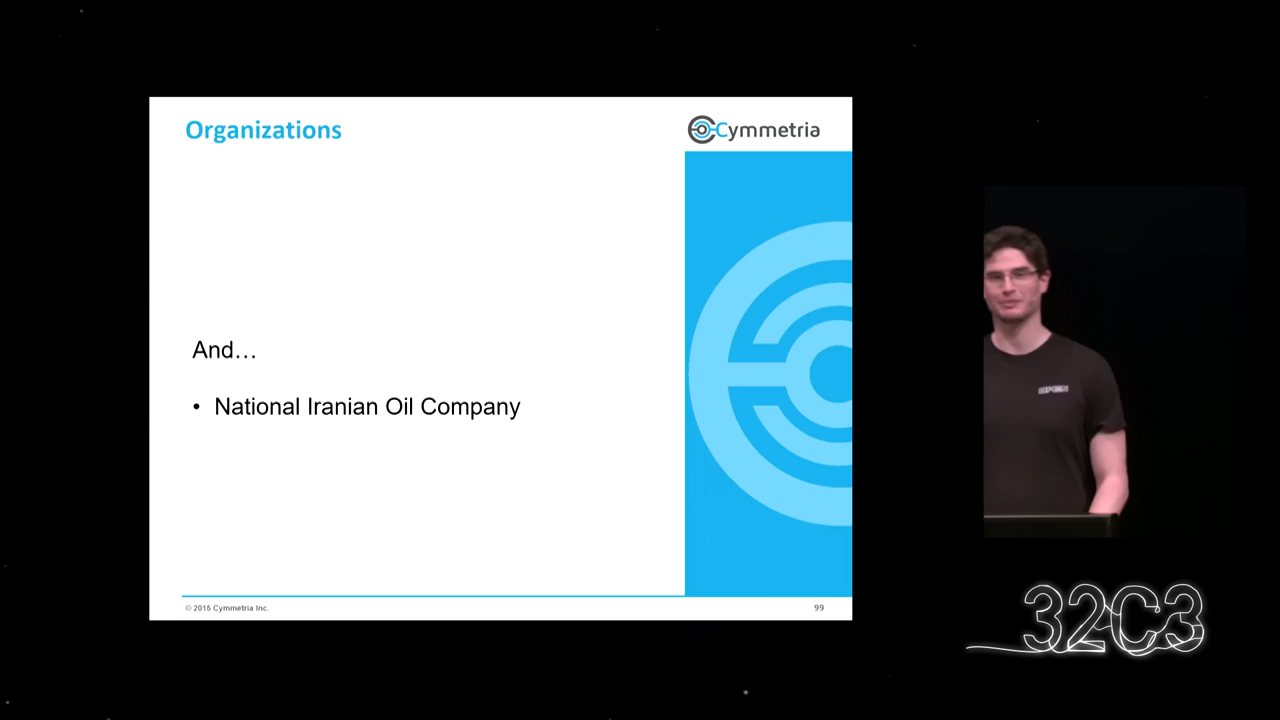 Organizations
Cymmetria
And…
• National Iranian Oil Company
© 2015 Cymmetria Inc.
99
32C3